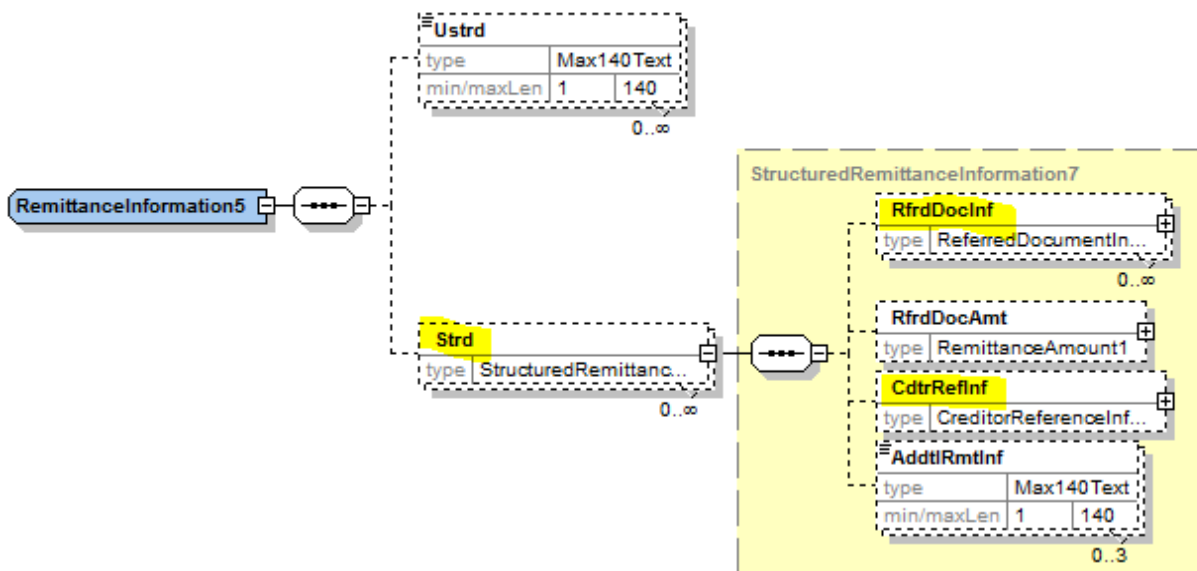 Ustrd
type Max140Text
min/maxLen 1 140
0..∞
StructuredRemittanceInformation7
RemittanceInformation5
RfrdDocInf
type ReferredDocumentIn...
0..∞
RfrdDocAmt
type RemittanceAmount1
Strd
type StructuredRemittanc...
0..∞
CdtrRefInf
type CreditorReferenceInf...
AddtlRmtInf
type Max140Text
min/maxLen 1 140
0..3